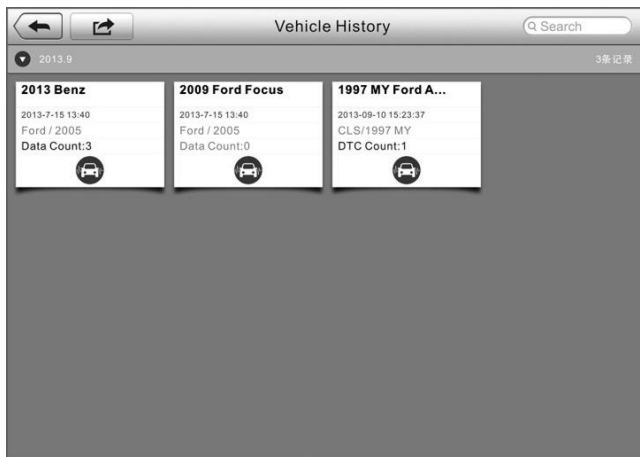 Vehicle History
Search
2013.9
3条记录
2013 Benz
2013-7-15 13:40
Ford / 2005
Data Count:3
2009 Ford Focus
2013-7-15 13:40
Ford / 2005
Data Count:0
1997 MY Ford A...
2013-09-10 15:23:37
CLS/1997 MY
DTC Count:1